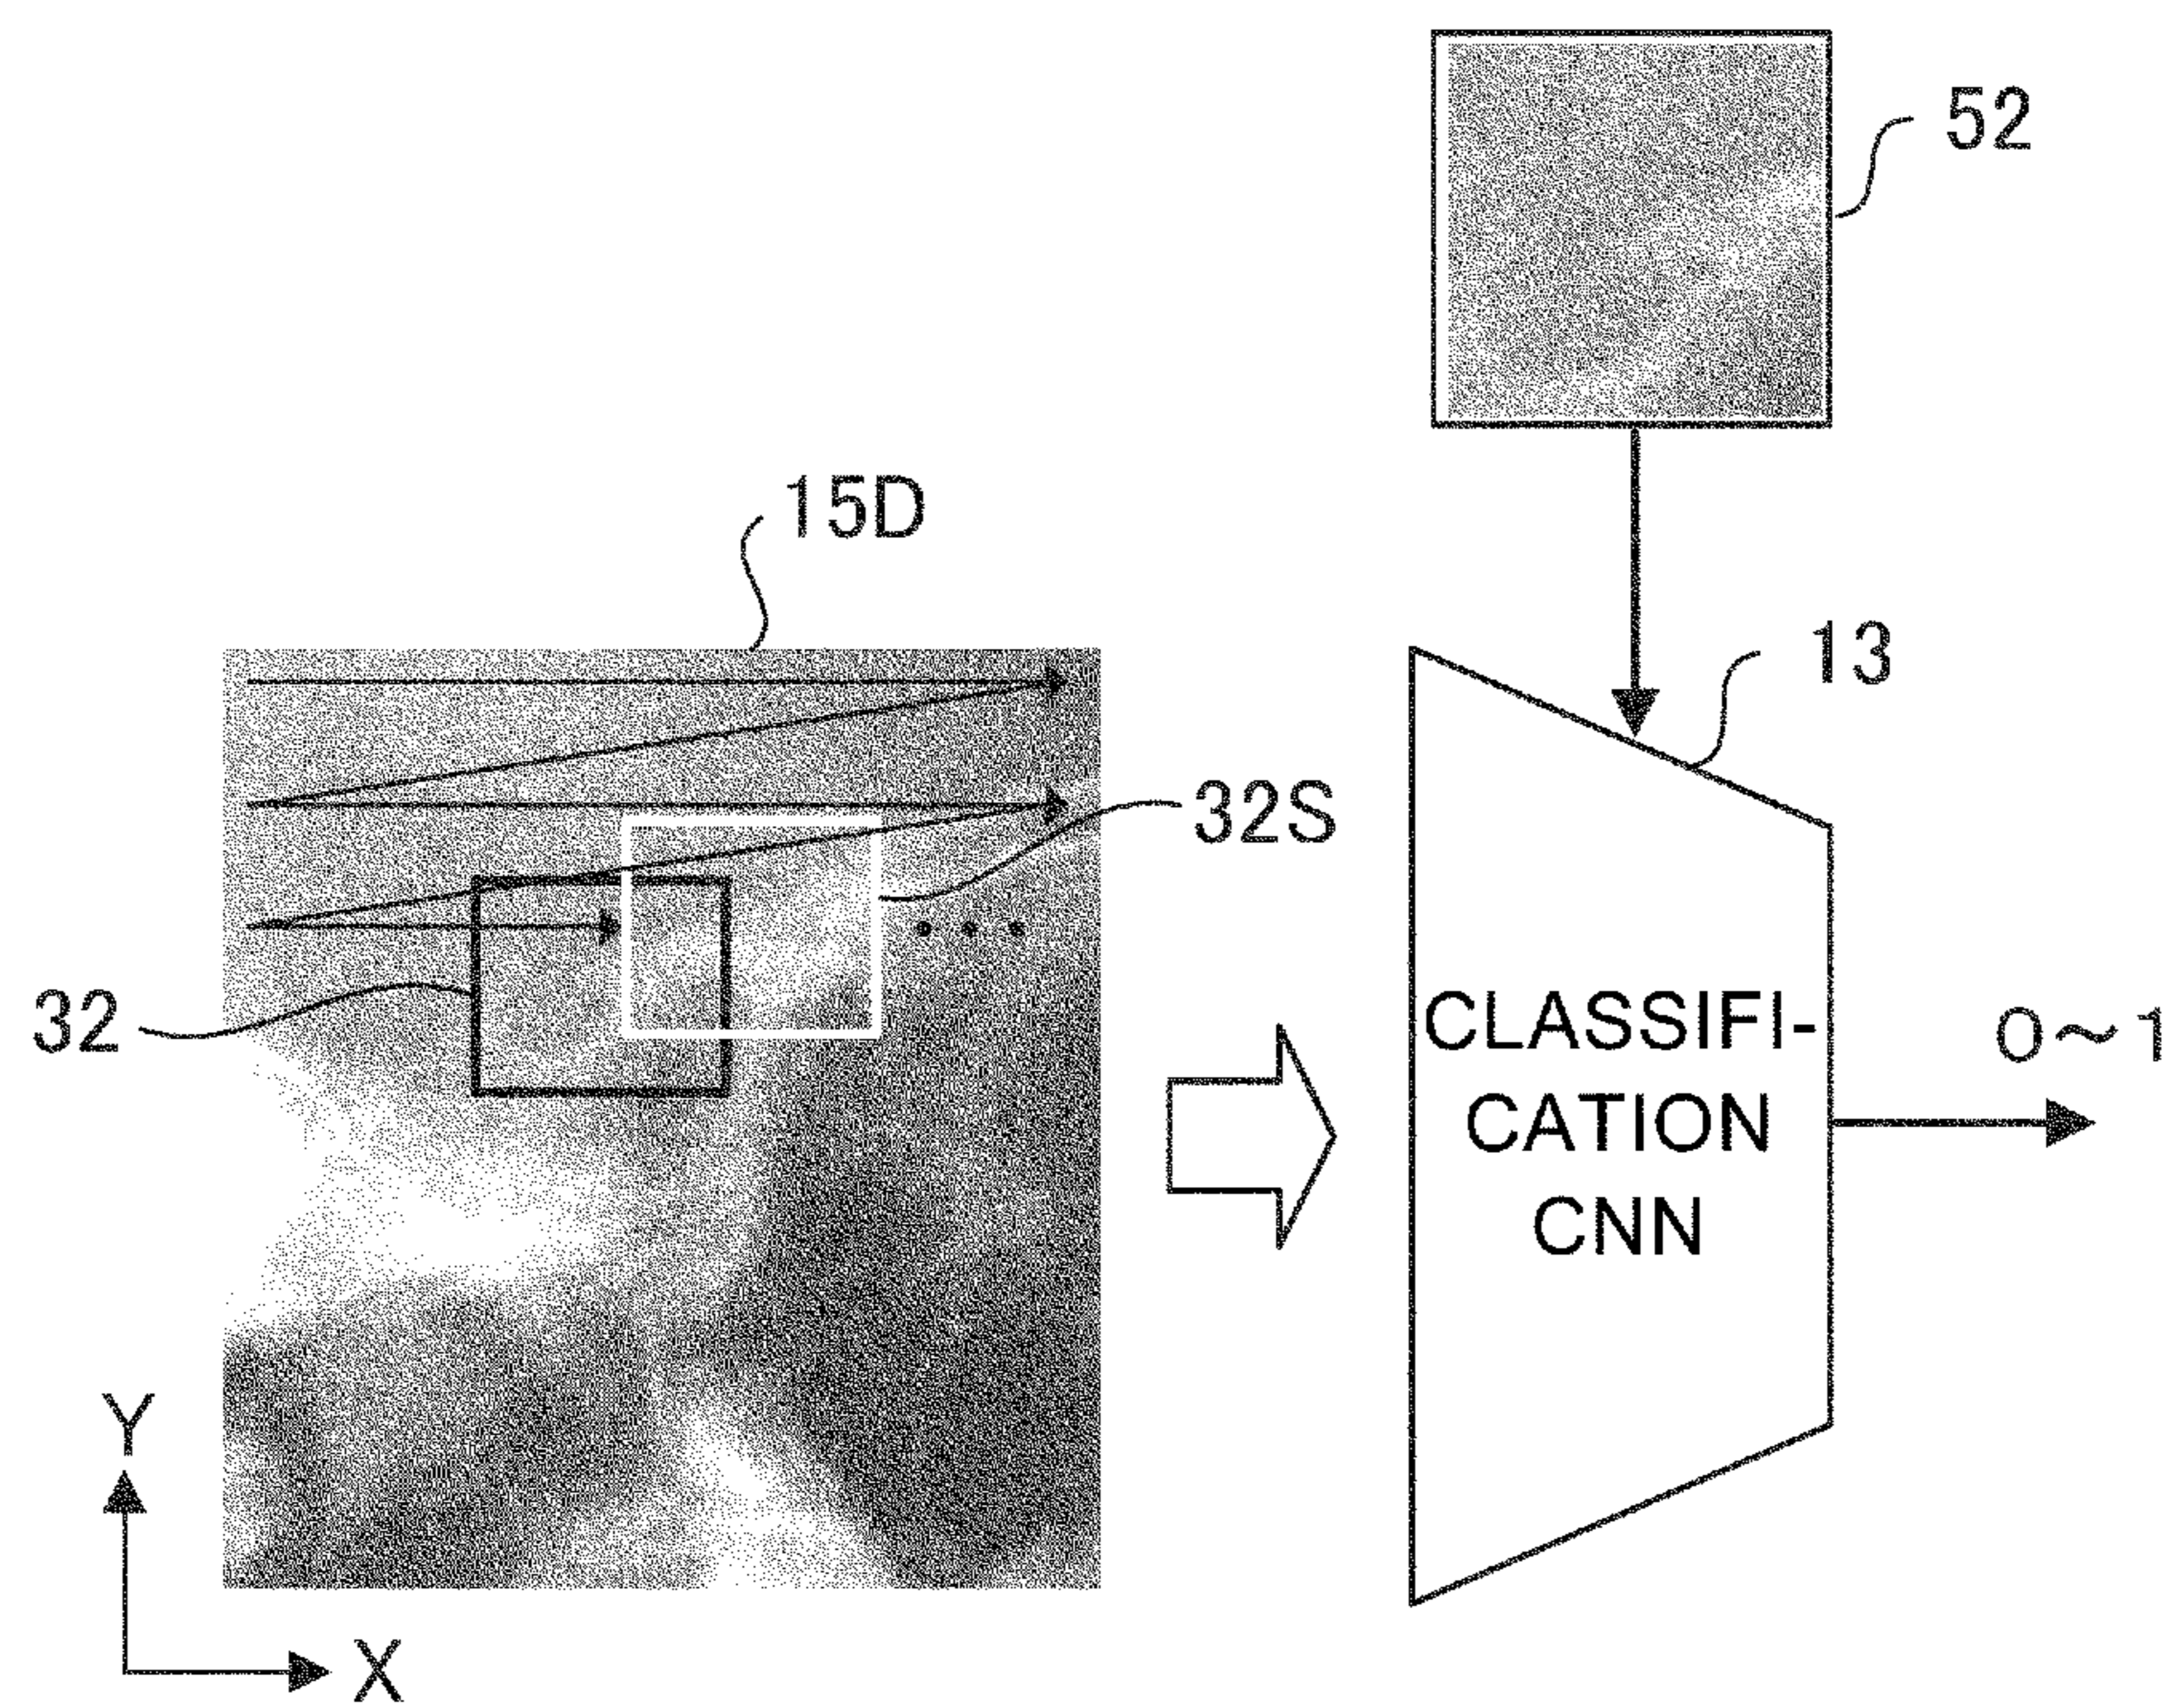 52
15D
13
32S
32
CLASSIFI-
CATION
CNN
0~1
Y
X